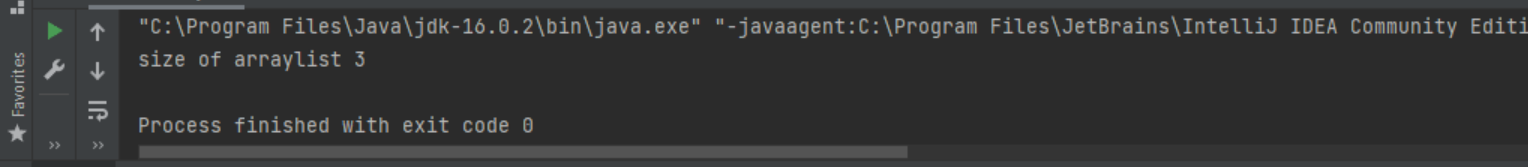 "C:\Program Files\Java\jdk-16.0.2\bin\java.exe" "-javaagent:C:\Program Files\JetBrains\IntelliJ IDEA Community Editi
size of arraylist 3
Process finished with exit code 0
Favorites